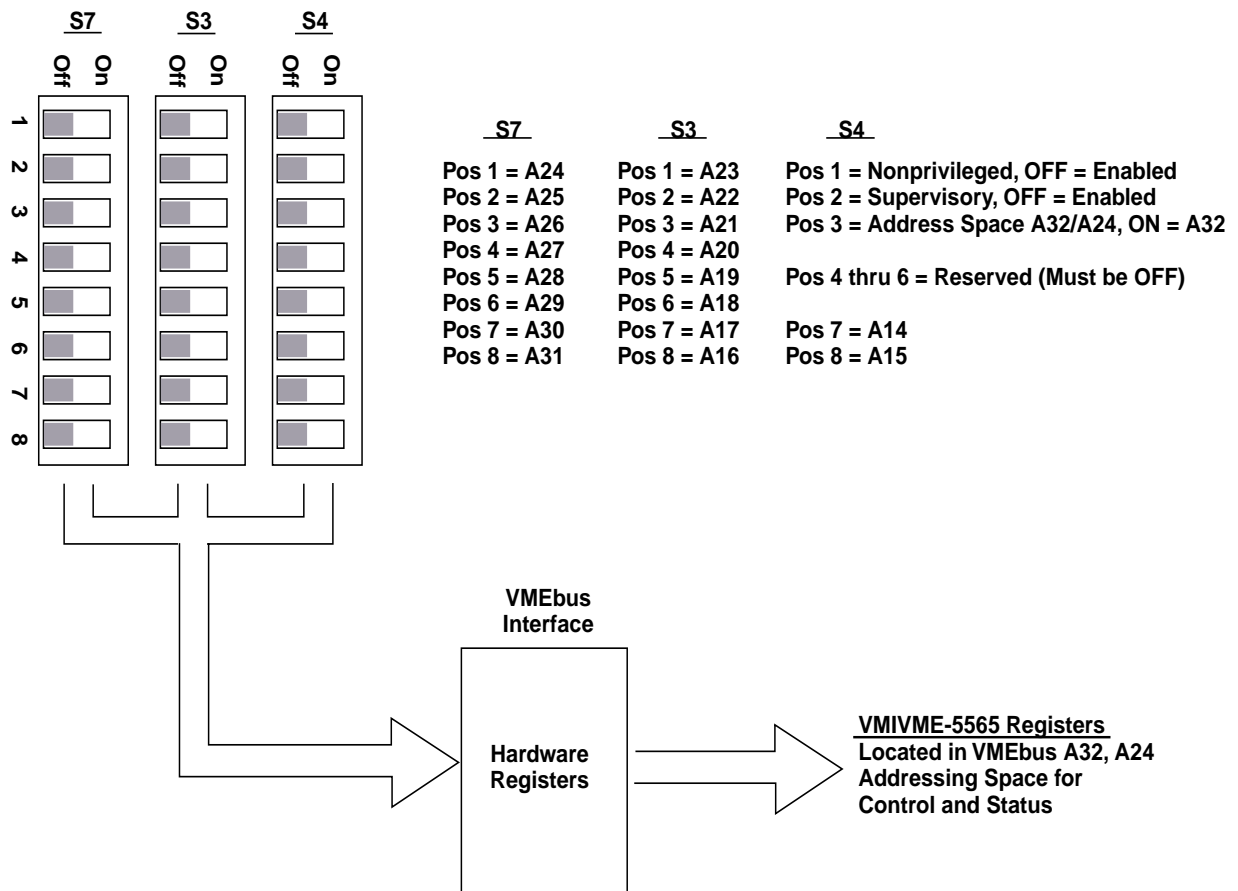 S7 S3 S4
Off On Off On Off On
1
2
3
4
5
6
7
8
S7
Pos 1 = A24
Pos 2 = A25
Pos 3 = A26
Pos 4 = A27
Pos 5 = A28
Pos 6 = A29
Pos 7 = A30
Pos 8 = A31
S3
Pos 1 = A23
Pos 2 = A22
Pos 3 = A21
Pos 4 = A20
Pos 5 = A19
Pos 6 = A18
Pos 7 = A17
Pos 8 = A16
S4
Pos 1 = Nonprivileged, OFF = Enabled
Pos 2 = Supervisory, OFF = Enabled
Pos 3 = Address Space A32/A24, ON = A32
Pos 4 thru 6 = Reserved (Must be OFF)
Pos 7 = A14
Pos 8 = A15
VMEbus
Interface
Hardware
Registers
VMIVME-5565 Registers
Located in VMEbus A32, A24
Addressing Space for
Control and Status